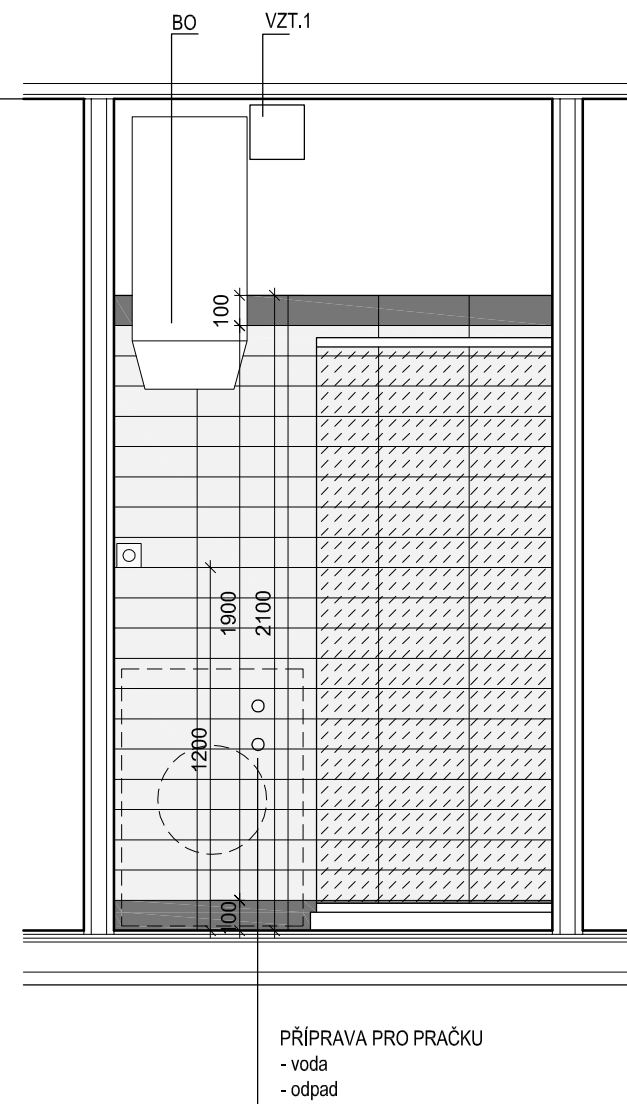 BO
VZT.1
100
1900
2100
1200
100
PŘÍPRAVA PRO PRAČKU
- voda
- odpad